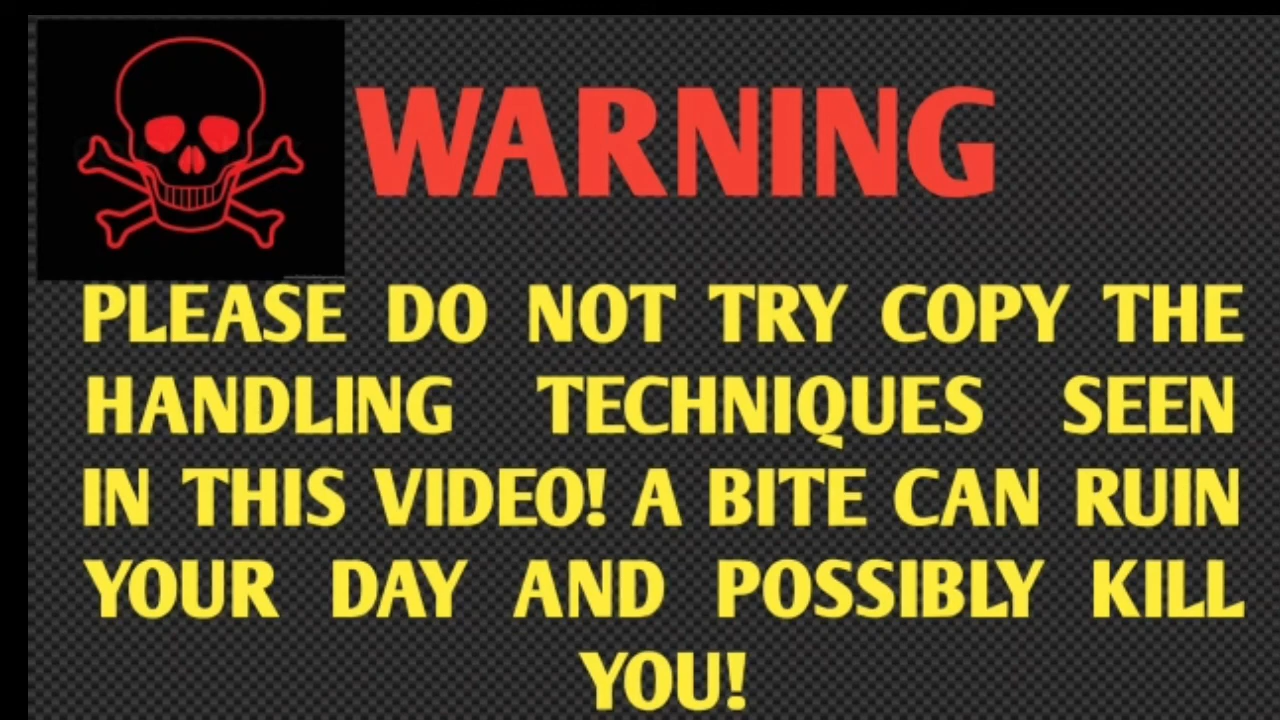 WARNING
PLEASE DO NOT TRY COPY THE
HANDLING TECHNIQUES SEEN
IN THIS VIDEO! A BITE CAN RUIN
YOUR DAY AND POSSIBLY KILL
YOU!